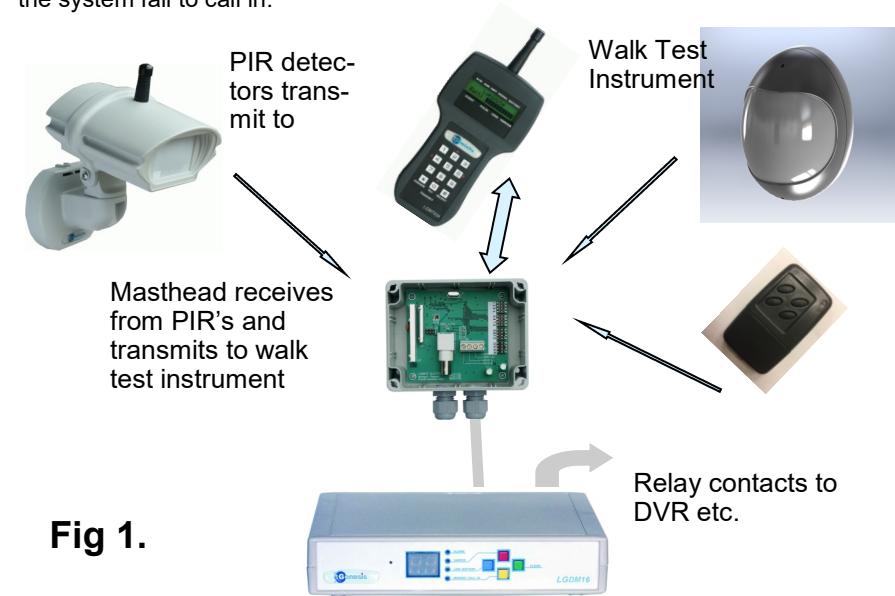 the system fail to call in.
PIR detec-
tors trans-
mit to
Walk Test
Instrument
Masthead receives
from PIR's and
transmits to walk
test instrument
Relay contacts to
DVR etc.
Fig 1.
Genesis
LGDM16